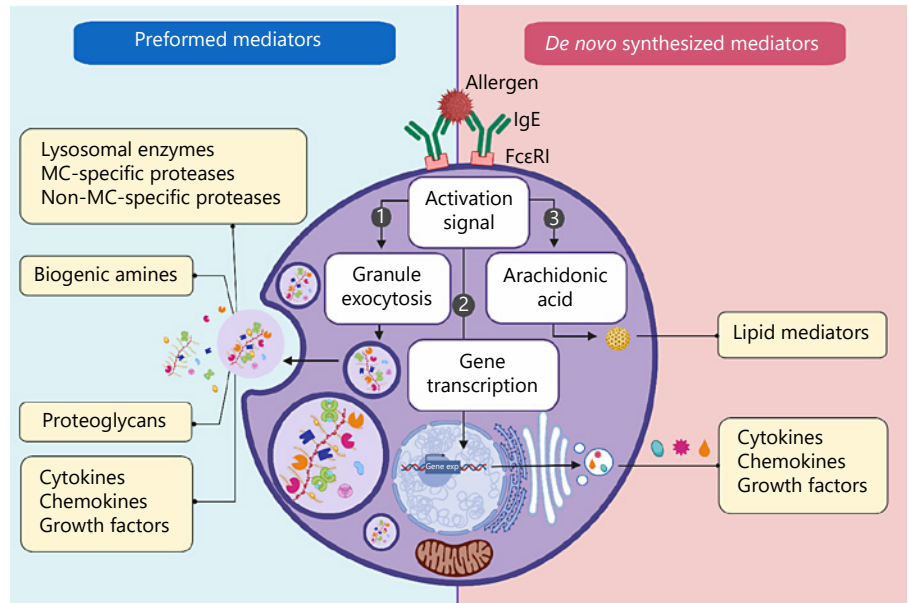 Preformed mediators
De novo synthesized mediators
Allergen
IgE
FcεRI
Lysosomal enzymes
MC-specific proteases
Non-MC-specific proteases
Activation
signal
1
3
Biogenic amines
Granule
exocytosis
Arachidonic
acid
2
Lipid mediators
Gene
transcription
Proteoglycans
Cytokines
Chemokines
Growth factors
Gene exp
Cytokines
Chemokines
Growth factors